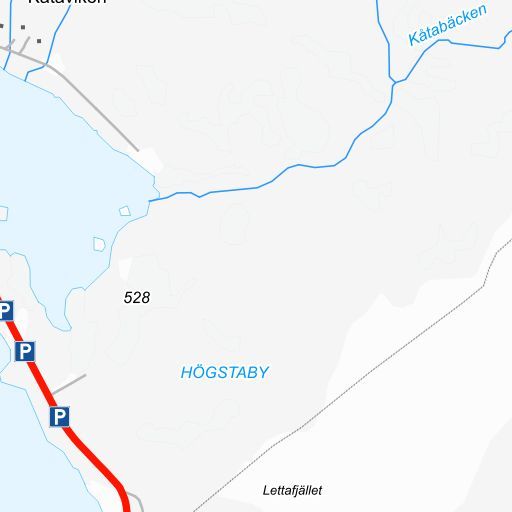 Kåtaviken
Kåtabäcken
528
P
P
HÖGSTABY
P
Lettafjället